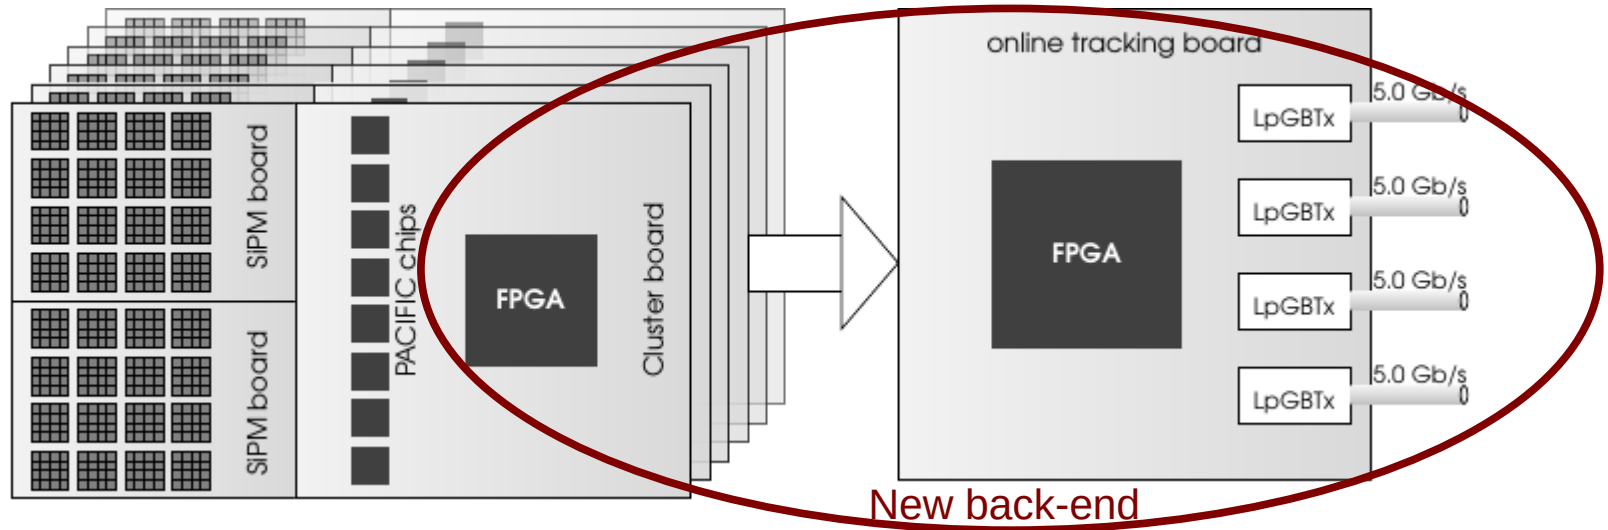 SiPM board
SiPM board
PACIFIC chips
FPGA
Cluster board
online tracking board
FPGA
LpGBTx
5.0 Gb/s
LpGBTx
5.0 Gb/s
LpGBTx
5.0 Gb/s
LpGBTx
5.0 Gb/s
New back-end